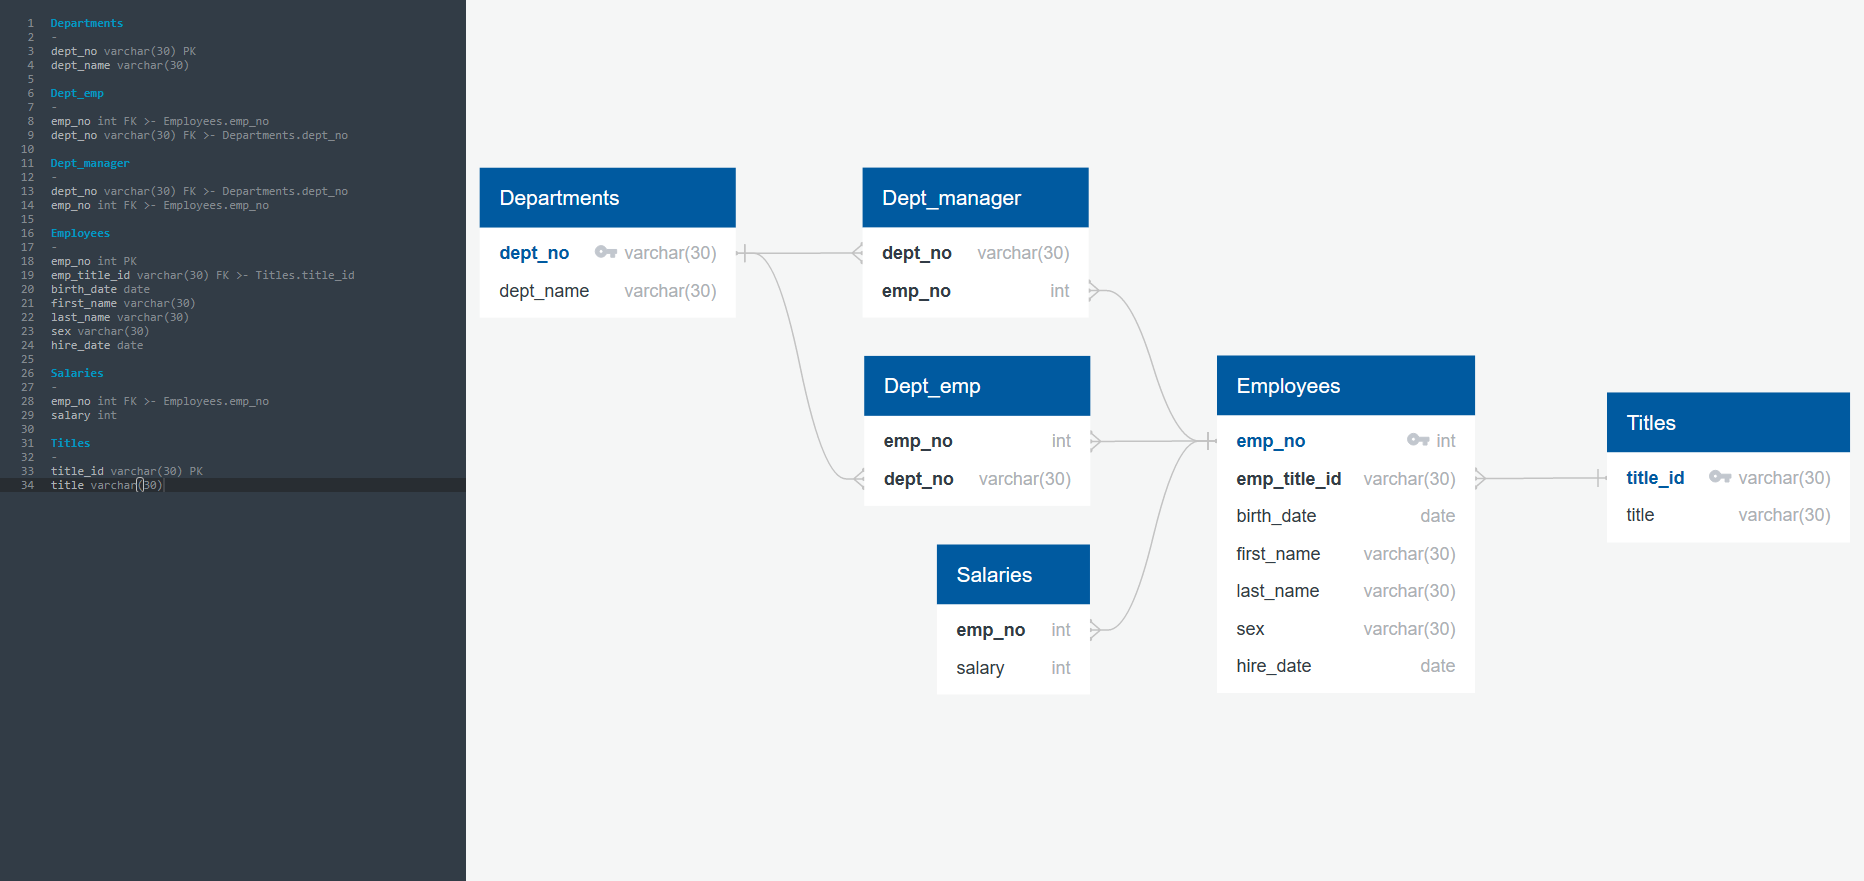 1 Departments
2 -
3 dept_no varchar(30) PK
4 dept_name varchar(30)
5
6 Dept_emp
7 -
8 emp_no int FK >- Employees.emp_no
9 dept_no varchar(30) FK >- Departments.dept_no
10
11 Dept_manager
12 -
13 dept_no varchar(30) FK >- Departments.dept_no
14 emp_no int FK >- Employees.emp_no
15
16 Employees
17 -
18 emp_no int PK
19 emp_title_id varchar(30) FK >- Titles.title_id
20 birth_date date
21 first_name varchar(30)
22 last_name varchar(30)
23 sex varchar(30)
24 hire_date date
25
26 Salaries
27 -
28 emp_no int FK >- Employees.emp_no
29 salary int
30
31 Titles
32 -
33 title_id varchar(30) PK
34 title varchar(30)
Departments
dept_no varchar(30)
dept_name varchar(30)
Dept_manager
dept_no varchar(30)
emp_no int
Dept_emp
emp_no int
dept_no varchar(30)
Salaries
emp_no int
salary int
Employees
emp_no int
emp_title_id varchar(30)
birth_date date
first_name varchar(30)
last_name varchar(30)
sex varchar(30)
hire_date date
Titles
title_id varchar(30)
title varchar(30)